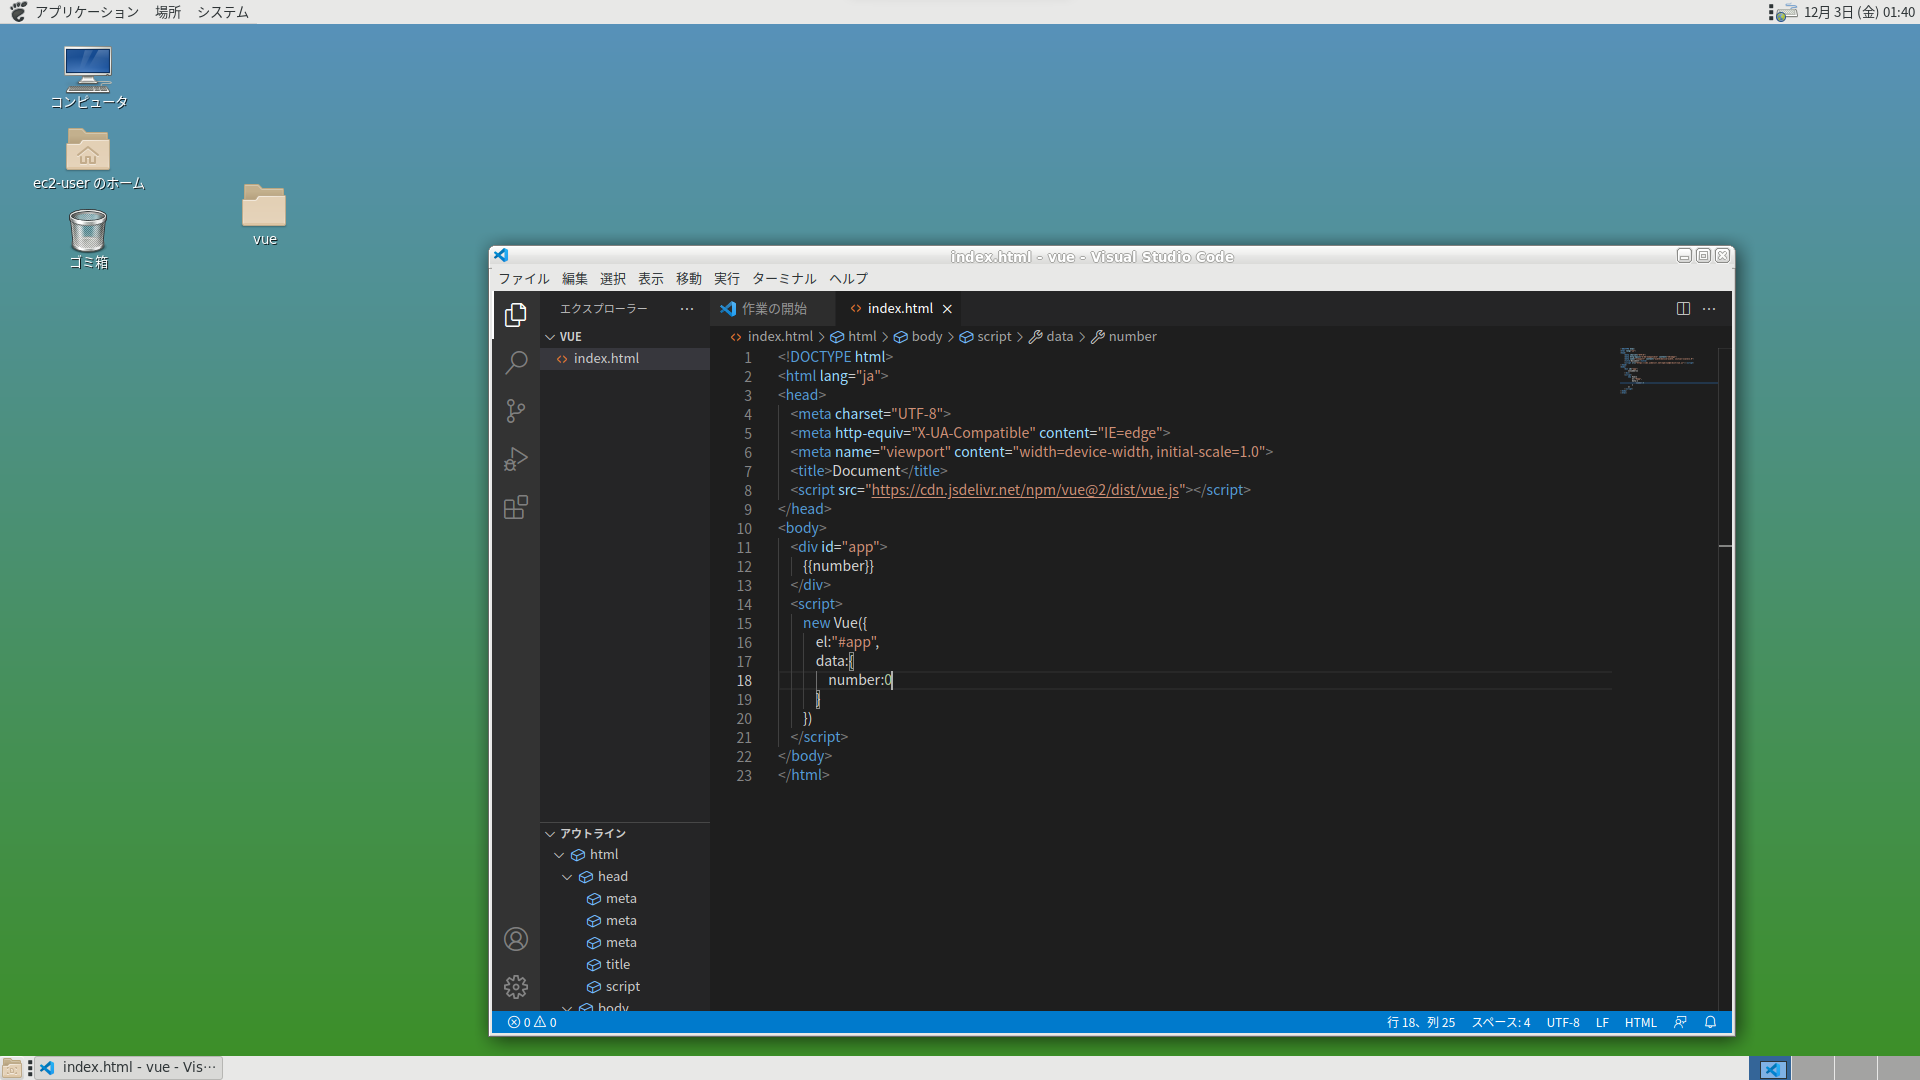 アプリケーション 場所 システム
12月 3日 (金) 01:40
コンピュータ
ec2-user のホーム
ゴミ箱
vue
index.html - vue - Visual Studio Code
ファイル 編集 選択 表示 移動 実行 ターミナル ヘルプ
エクスプローラー ···
作業の開始
index.html
VUE
index.html
index.html > html > body > script > data > number
1 <!DOCTYPE html>
2 <html lang="ja">
3 <head>
4 <meta charset="UTF-8">
5 <meta http-equiv="X-UA-Compatible" content="IE=edge">
6 <meta name="viewport" content="width=device-width, initial-scale=1.0">
7 <title>Document</title>
8 <script src="https://cdn.jsdelivr.net/npm/vue@2/dist/vue.js"></script>
9 </head>
10 <body>
11 <div id="app">
12 {{number}}
13 </div>
14 <script>
15 new Vue({
16 el:"#app",
17 data:{
18 number:0
19 }
20 })
21 </script>
22 </body>
23 </html>
アウトライン
html
head
meta
meta
meta
title
script
body
0 0
行 18、列 25 スペース: 4 UTF-8 LF HTML
index.html - vue - Vis···